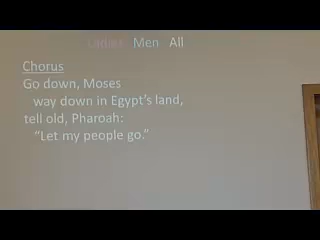 Ladies Men All
Chorus
Go down, Moses
way down in Egypt's land,
tell old, Pharoah:
"Let my people go."